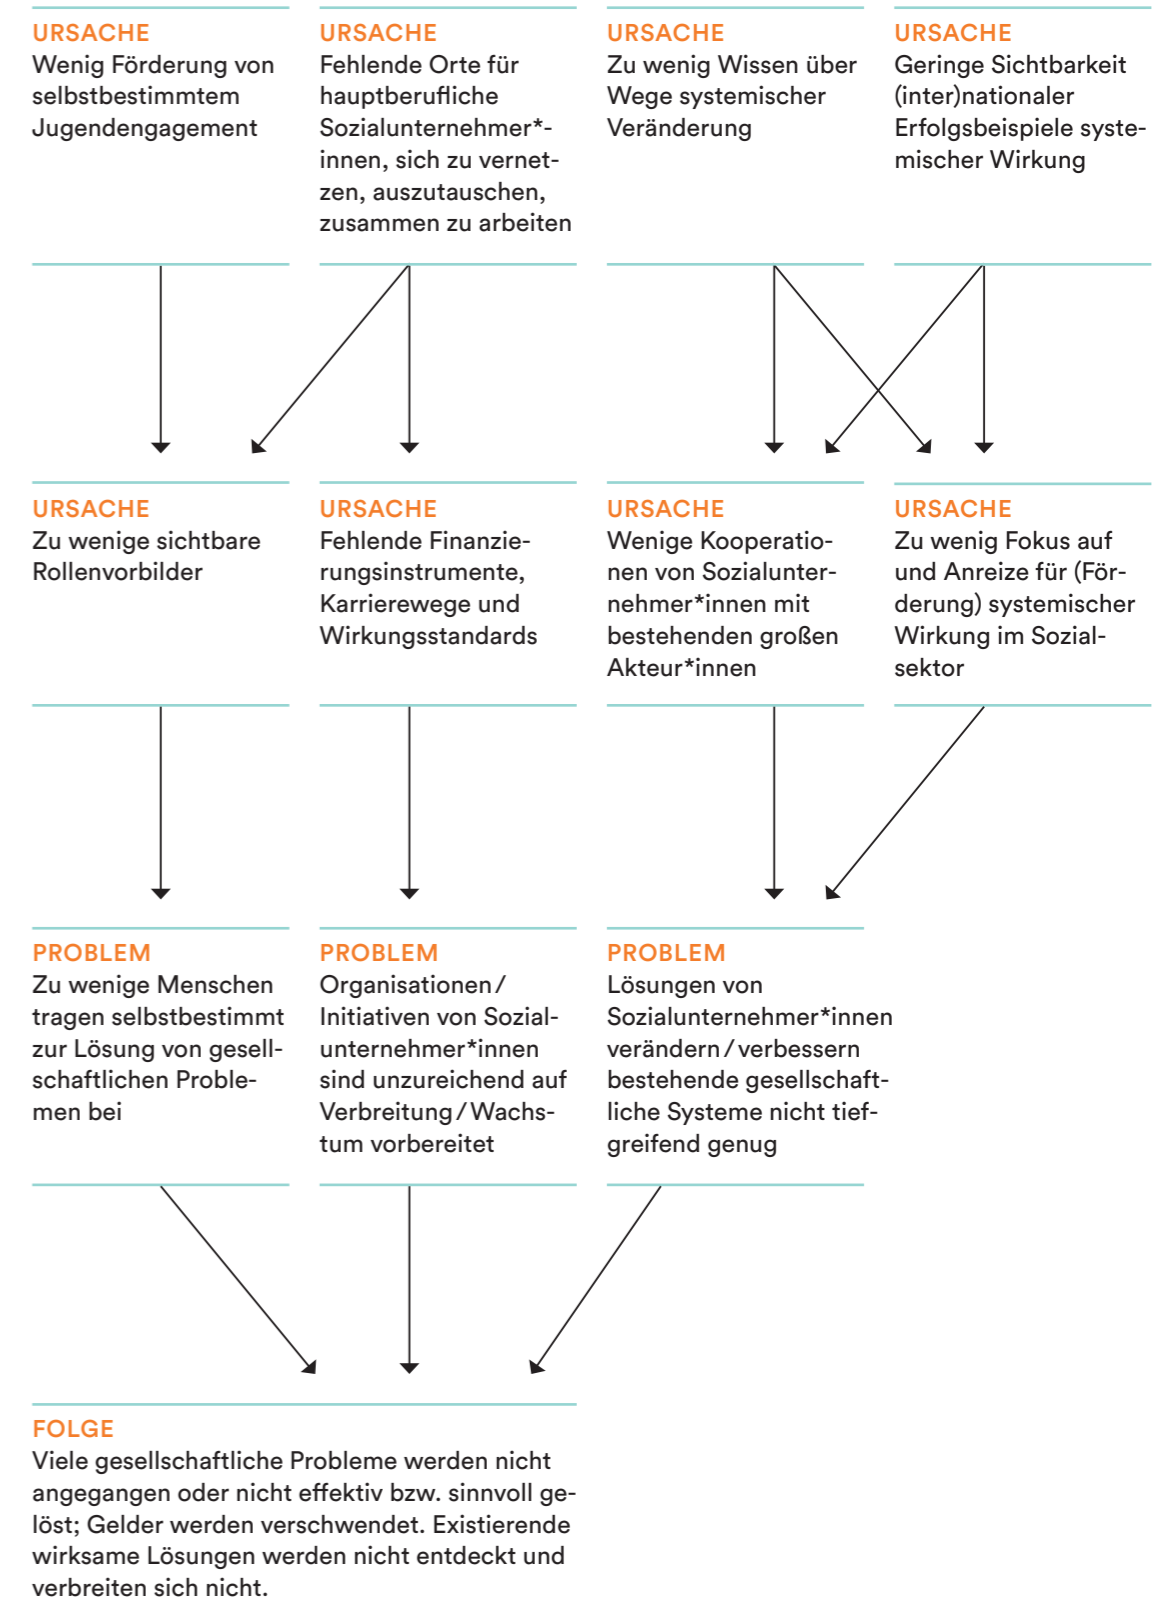 URSACHE
Wenig Förderung von
selbstbestimmtem
Jugendengagement
URSACHE
Fehlende Orte für
hauptberufliche
Sozialunternehmer*-
innen, sich zu vernet-
zen, auszutauschen,
zusammen zu arbeiten
URSACHE
Zu wenig Wissen über
Wege systemischer
Veränderung
URSACHE
Geringe Sichtbarkeit
(inter)nationaler
Erfolgsbeispiele syste-
mischer Wirkung
URSACHE
Zu wenige sichtbare
Rollenvorbilder
URSACHE
Fehlende Finanzie-
rungsinstrumente,
Karrierewege und
Wirkungsstandards
URSACHE
Wenige Kooperatio-
nen von Sozialunter-
nehmer*innen mit
bestehenden großen
Akteur*innen
URSACHE
Zu wenig Fokus auf
und Anreize für (För-
derung) systemischer
Wirkung im Sozial-
sektor
PROBLEM
Zu wenige Menschen
tragen selbstbestimmt
zur Lösung von gesell-
schaftlichen Proble-
men bei
PROBLEM
Organisationen/
Initiativen von Sozial-
unternehmer*innen
sind unzureichend auf
Verbreitung/Wachs-
tum vorbereitet
PROBLEM
Lösungen von
Sozialunternehmer*innen
verändern/verbessern
bestehende gesellschaft-
liche Systeme nicht tief-
greifend genug
FOLGE
Viele gesellschaftliche Probleme werden nicht
angegangen oder nicht effektiv bzw. sinnvoll ge-
löst; Gelder werden verschwendet. Existierende
wirksame Lösungen werden nicht entdeckt und
verbreiten sich nicht.